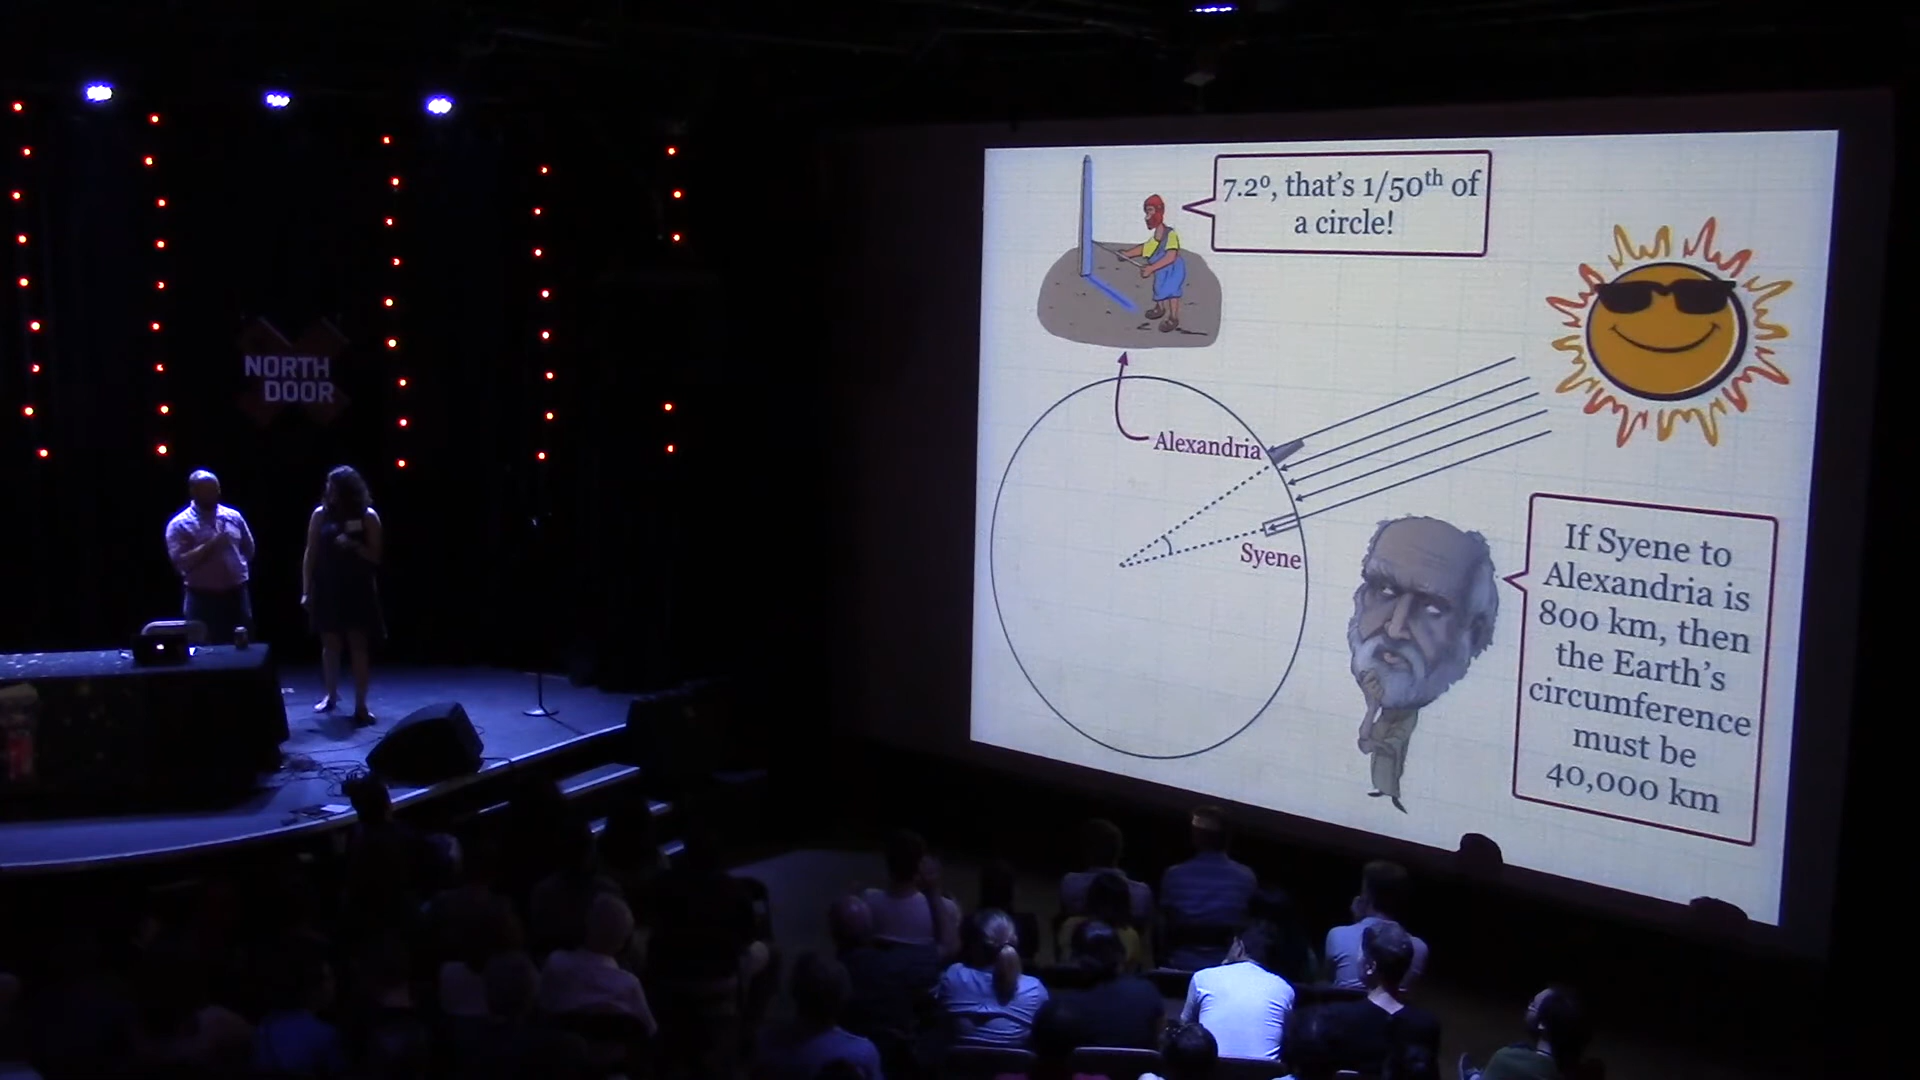 NORTH
DOOR
7.2º, that's 1/50th of
a circle!
Alexandria
Syene
If Syene to
Alexandria is
800 km, then
the Earth's
circumference
must be
40,000 km